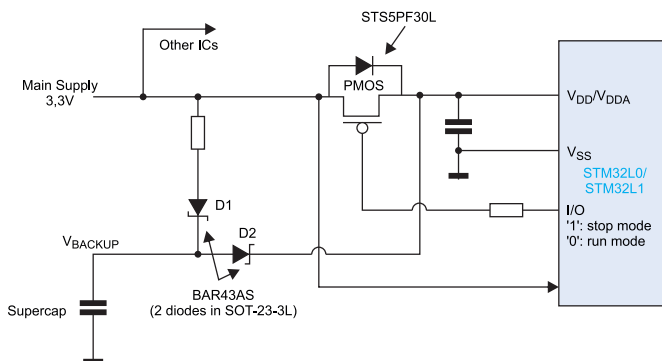 STS5PF30L
Other ICs
Main Supply
3,3V
PMOS
VDD/VDDA
VSS
STM32L0/
STM32L1
I/O
'1': stop mode
'0': run mode
D1
D2
VBACKUP
BAR43AS
(2 diodes in SOT-23-3L)
Supercap